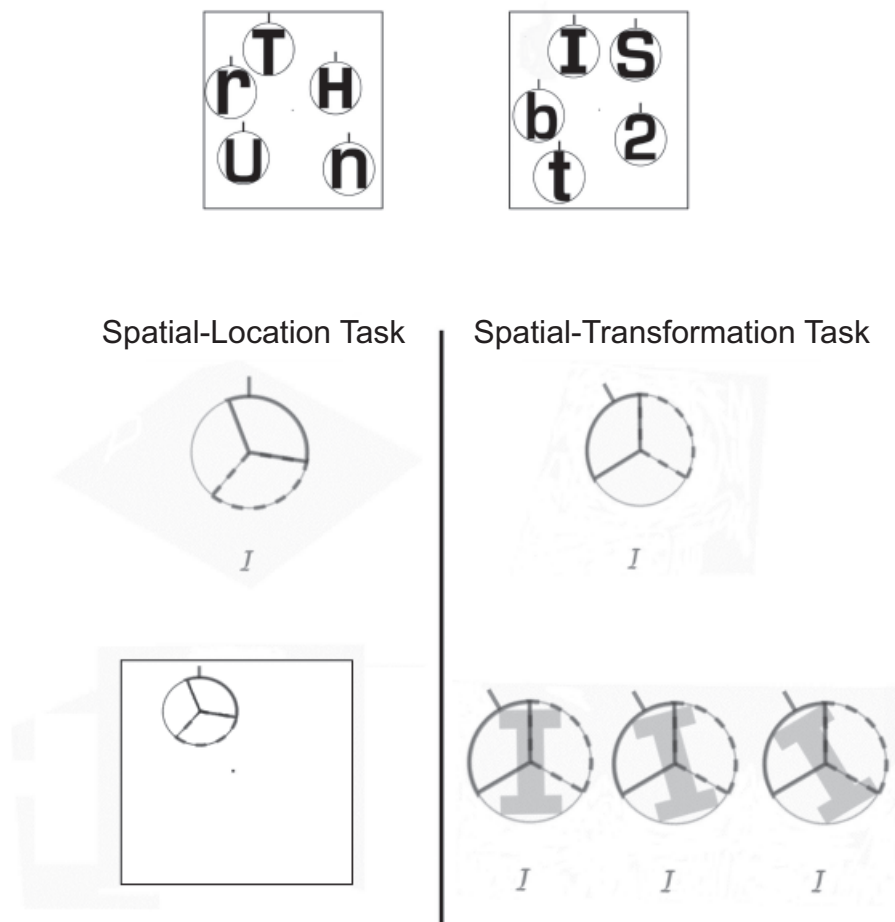 T
r H
U n
I S
b
2
t
Spatial-Location Task
Spatial-Transformation Task
I
I
I I I